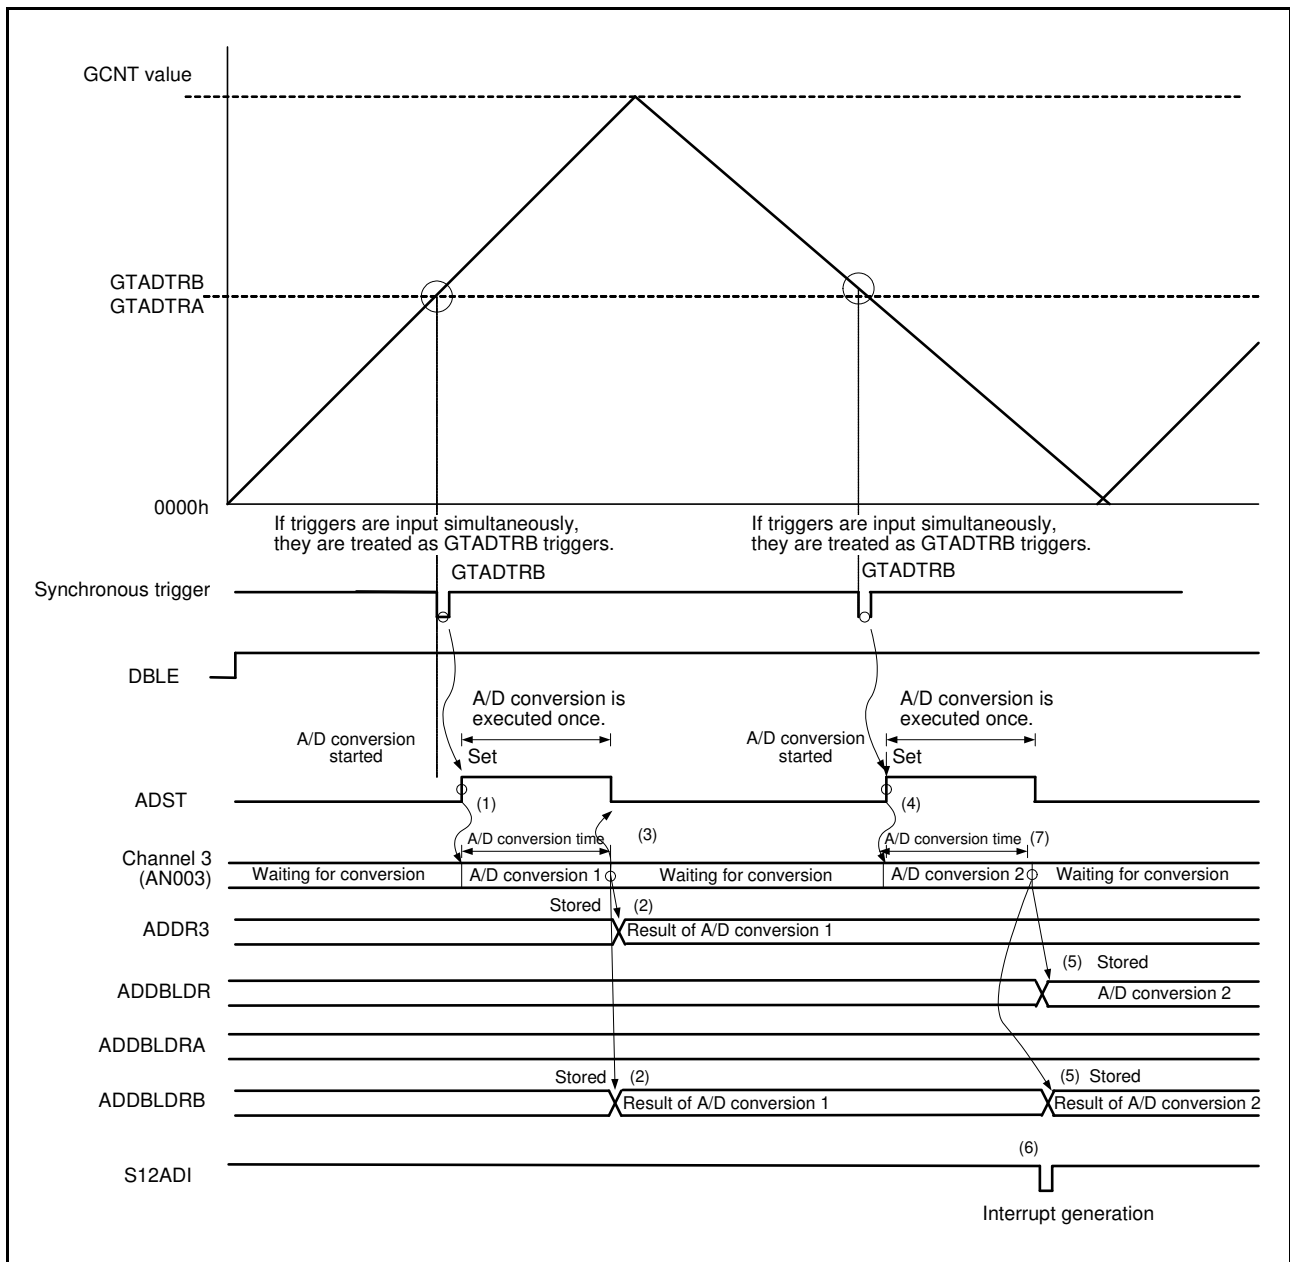 GCNT value
GTADTRB
GTADTRA
0000h
If triggers are input simultaneously,
they are treated as GTADTRB triggers.
If triggers are input simultaneously,
they are treated as GTADTRB triggers.
GTADTRB
GTADTRB
Synchronous trigger
DBLE
A/D conversion is
executed once.
A/D conversion is
executed once.
A/D conversion
started
Set
A/D conversion
started
Set
ADST
(1)
(4)
(3)
A/D conversion time
A/D conversion time
(7)
Channel 3
(AN003)
Waiting for conversion
A/D conversion 1
Waiting for conversion
A/D conversion 2
Waiting for conversion
Stored
(2)
ADDR3
Result of A/D conversion 1
(5) Stored
ADDBLDR
A/D conversion 2
ADDBLDRA
Stored
(2)
(5) Stored
ADDBLDRB
Result of A/D conversion 1
Result of A/D conversion 2
(6)
S12ADI
Interrupt generation